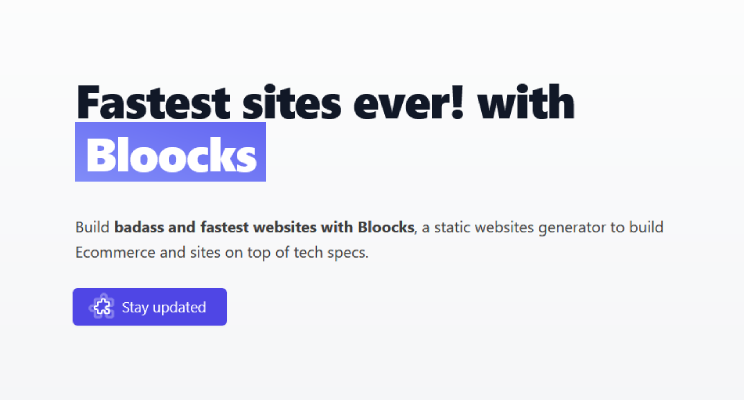 Fastest sites ever! with
Bloocks
Build badass and fastest websites with Bloocks, a static websites generator to build
Ecommerce and sites on top of tech specs.
Stay updated